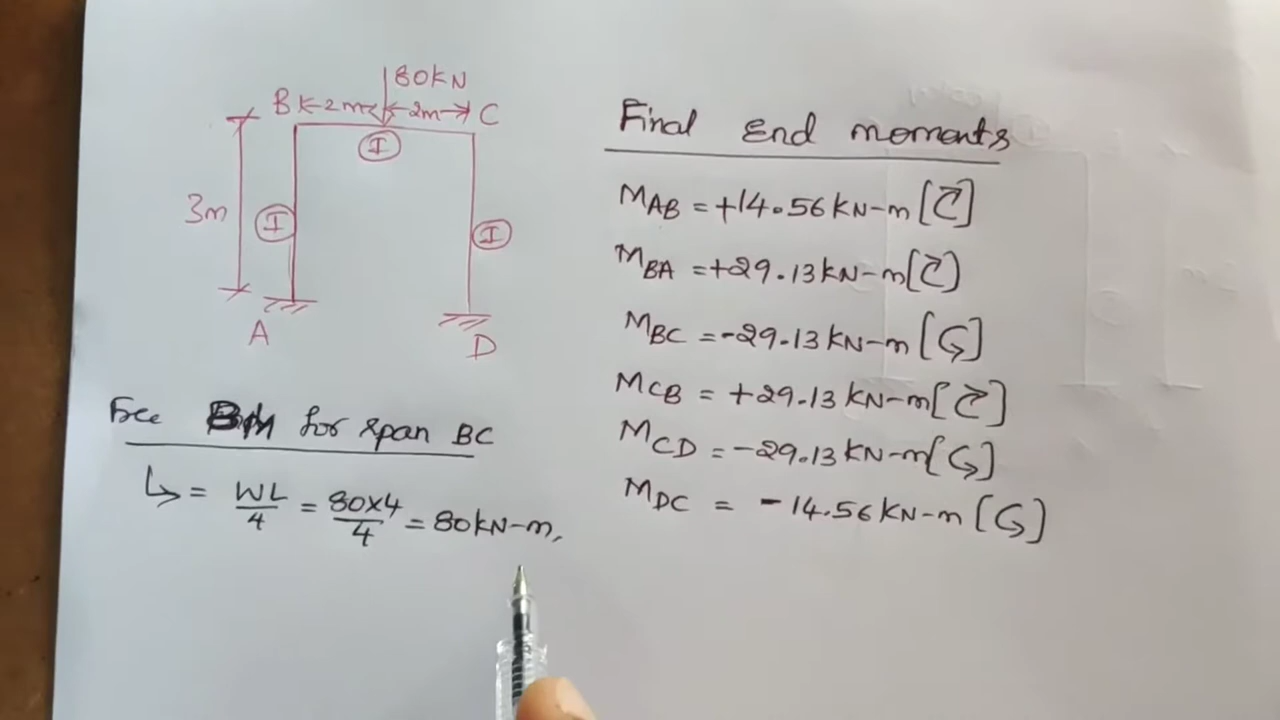 80KN
B 2m 2m C
I
3m
I
I
A
D
Free BM for span BC
↳ = WL/4 = 80x4/4 = 80KN-m,
Final End moments
MAB = +14.56 KN-m [↻]
MBA = +29.13 KN-m [↻]
MBC = -29.13 KN-m [↺]
MCB = +29.13 KN-m [↻]
MCD = -29.13 KN-m [↺]
MDC = -14.56 KN-m [↺]